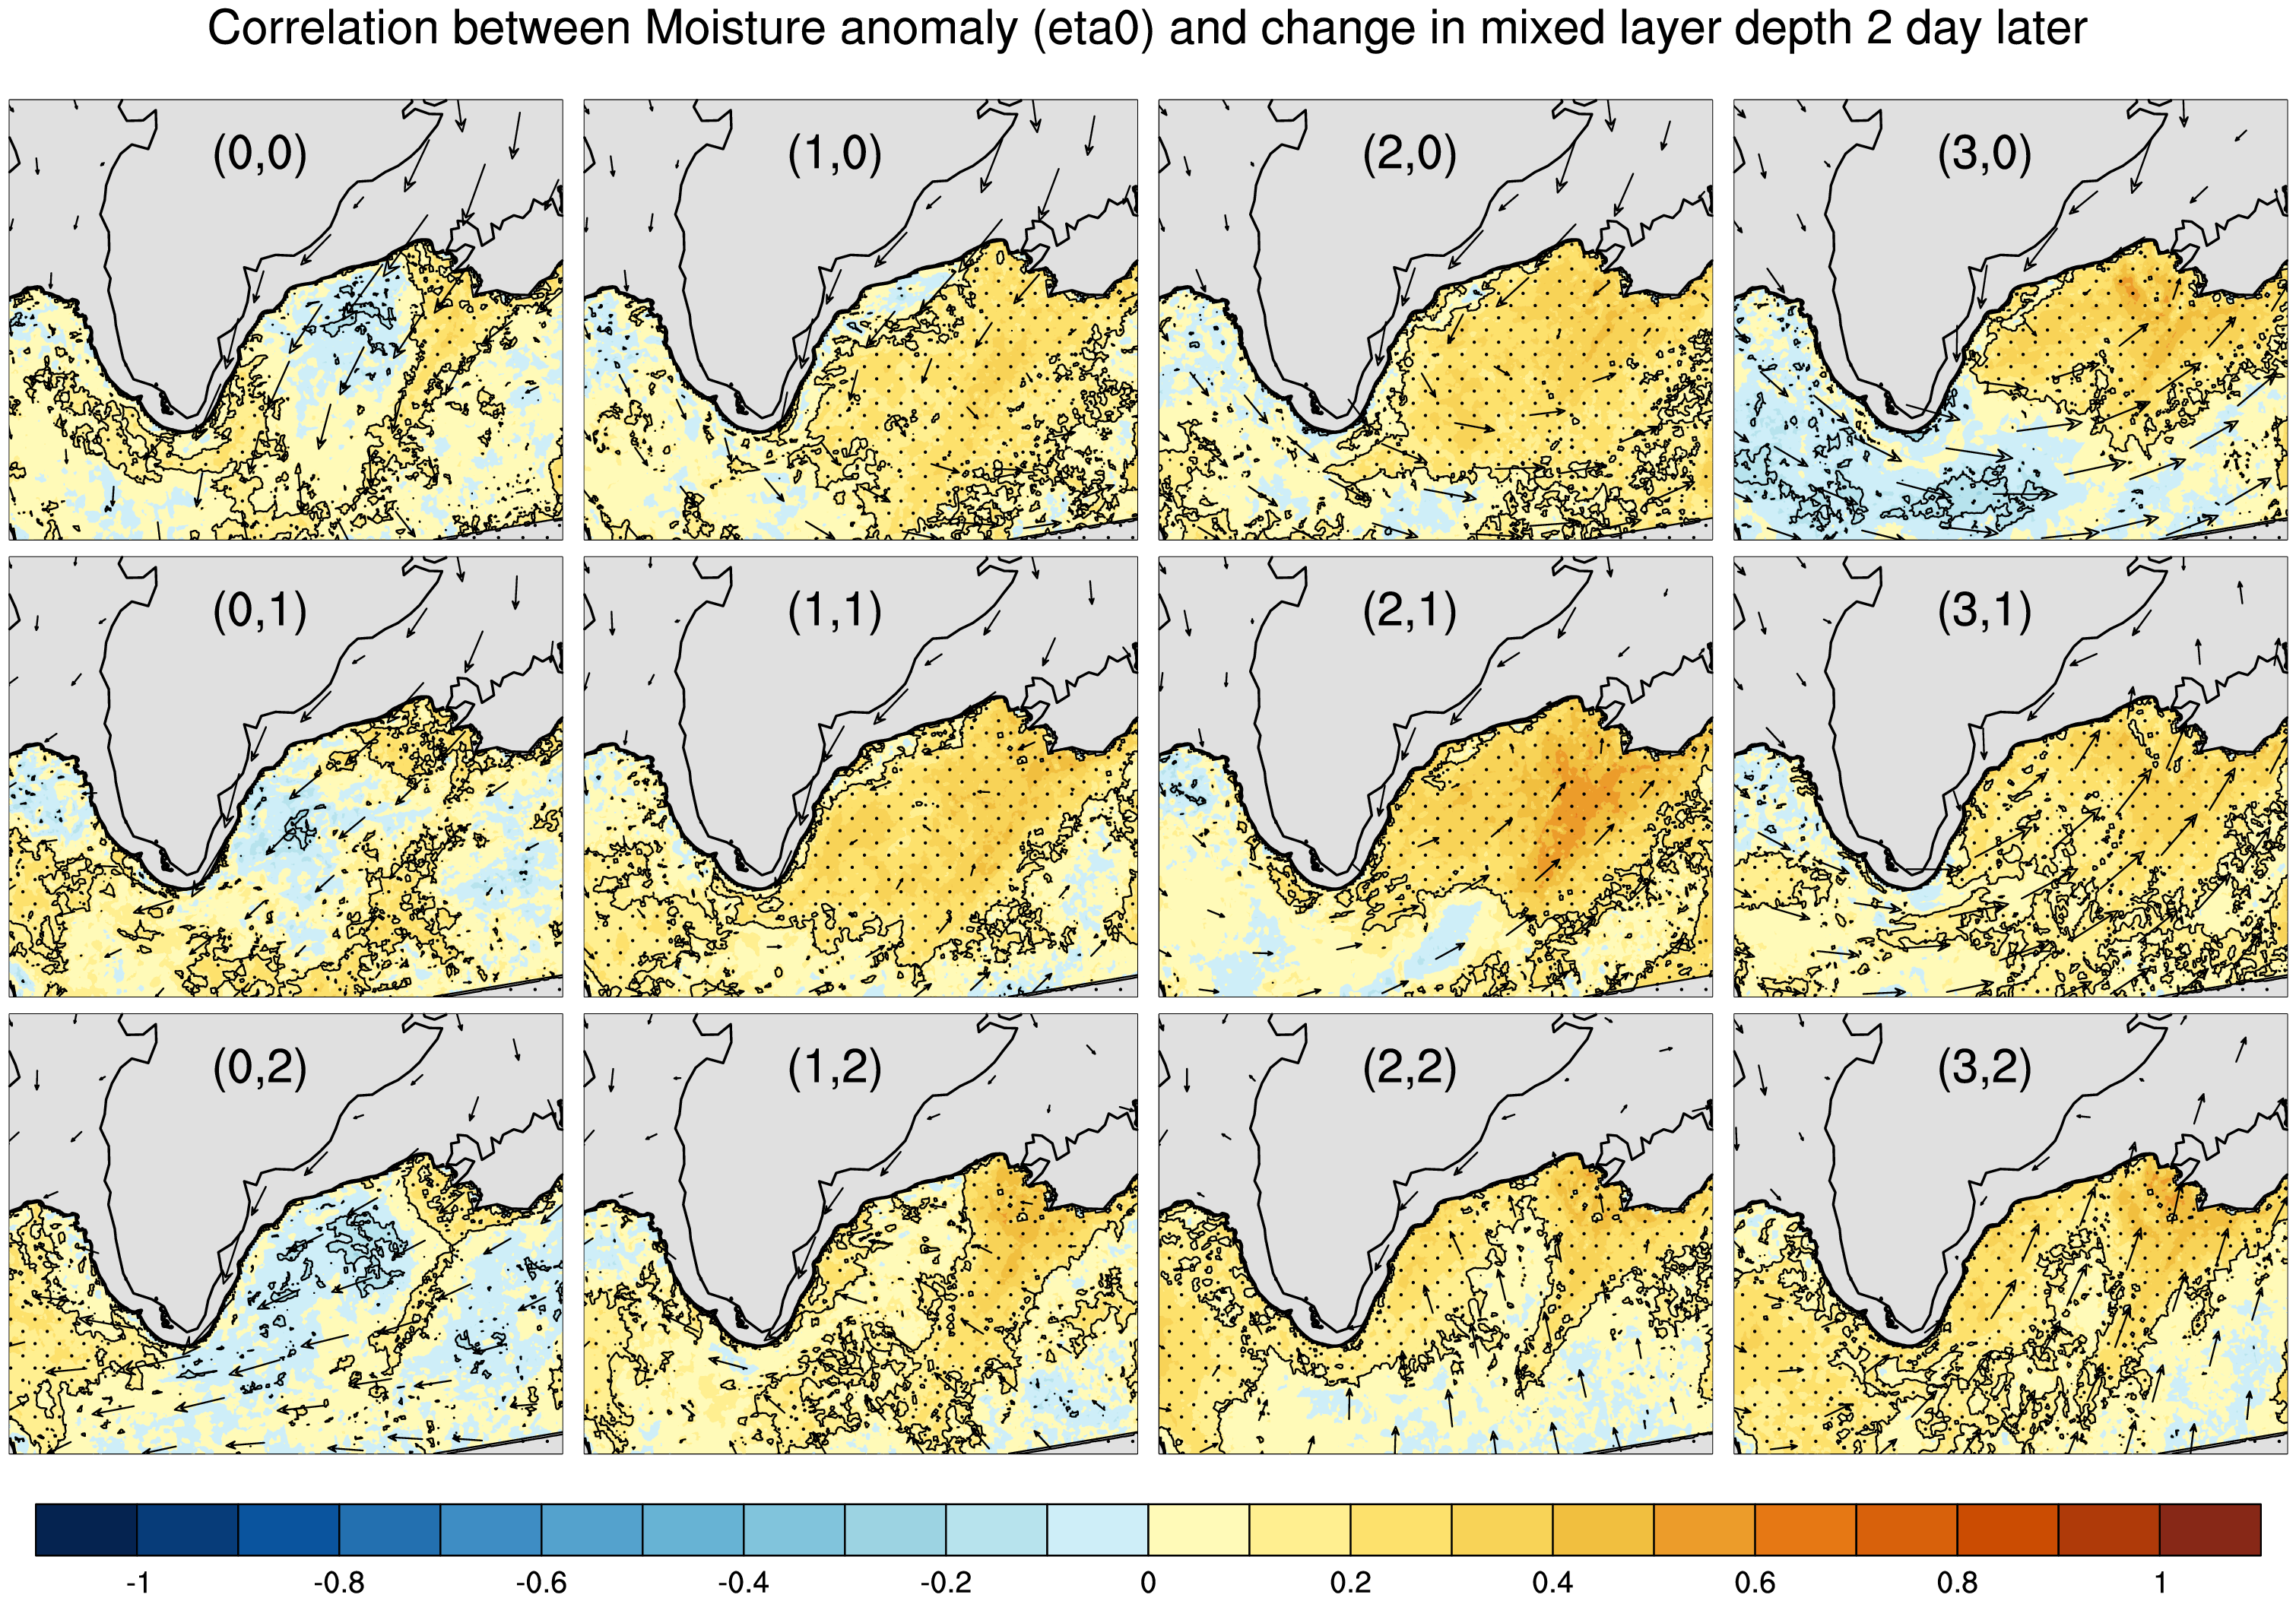 Correlation between Moisture anomaly (eta0) and change in mixed layer depth 2 day later
(0,0) (1,0) (2,0) (3,0)
(0,1) (1,1) (2,1) (3,1)
(0,2) (1,2) (2,2) (3,2)
-1 -0.8 -0.6 -0.4 -0.2 0 0.2 0.4 0.6 0.8 1